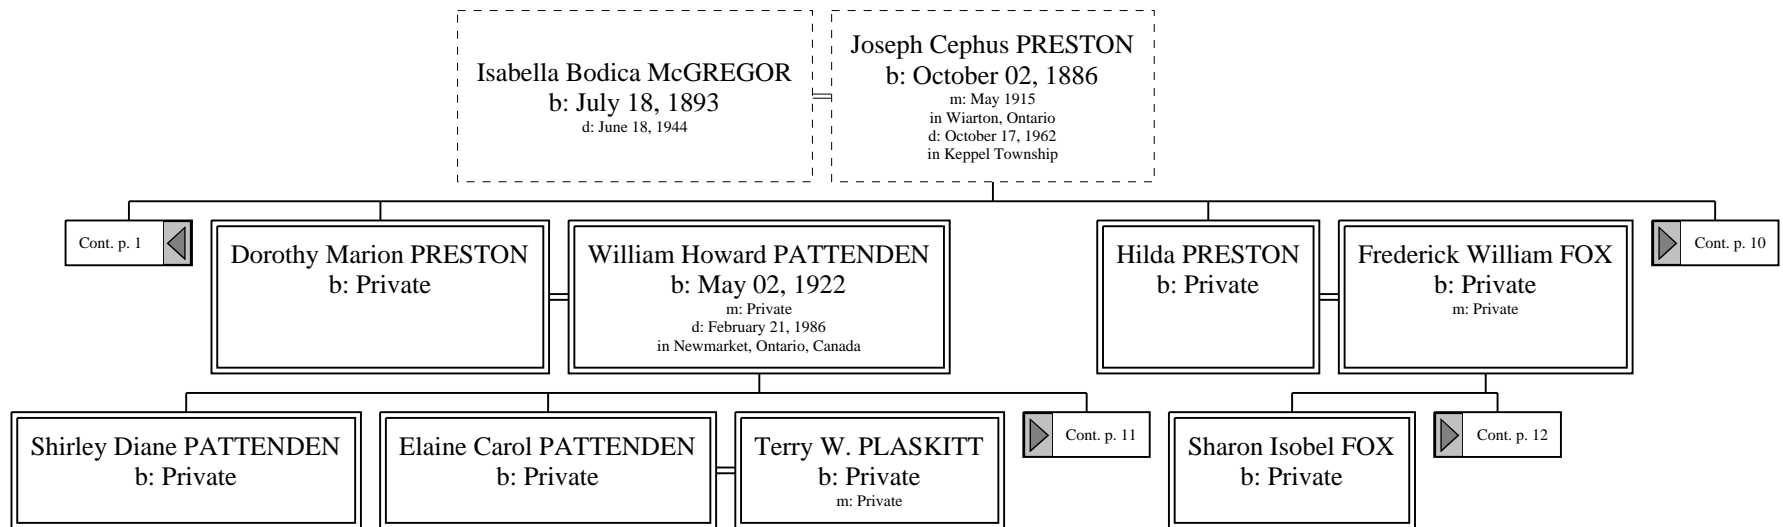 Isabella Bodica McGREGOR
b: July 18, 1893
d: June 18, 1944
Joseph Cephus PRESTON
b: October 02, 1886
m: May 1915
in Wiarton, Ontario
d: October 17, 1962
in Keppel Township
Cont. p. 1
Dorothy Marion PRESTON
b: Private
William Howard PATTENDEN
b: May 02, 1922
m: Private
d: February 21, 1986
in Newmarket, Ontario, Canada
Hilda PRESTON
b: Private
Frederick William FOX
b: Private
m: Private
Cont. p. 10
Shirley Diane PATTENDEN
b: Private
Elaine Carol PATTENDEN
b: Private
Terry W. PLASKITT
b: Private
m: Private
Cont. p. 11
Sharon Isobel FOX
b: Private
Cont. p. 12